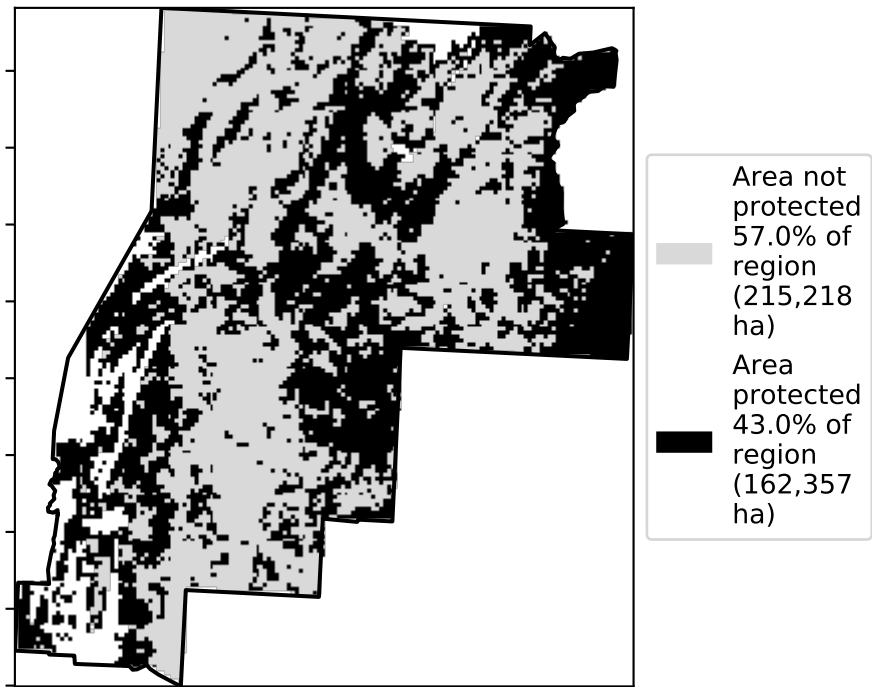 Area not
protected
57.0% of
region
(215,218
ha)
Area
protected
43.0% of
region
(162,357
ha)